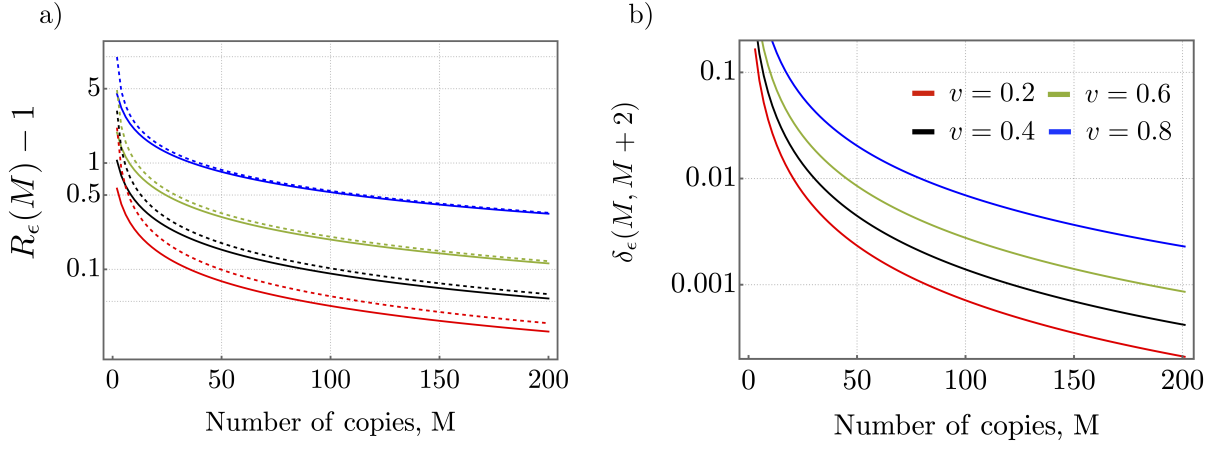 a)
R_ϵ(M) − 1
5
1
0.5
0.1
0 50 100 150 200
Number of copies, M
b)
δ_ϵ(M, M + 2)
0.1
0.01
0.001
v = 0.2 v = 0.6
v = 0.4 v = 0.8
0 50 100 150 200
Number of copies, M